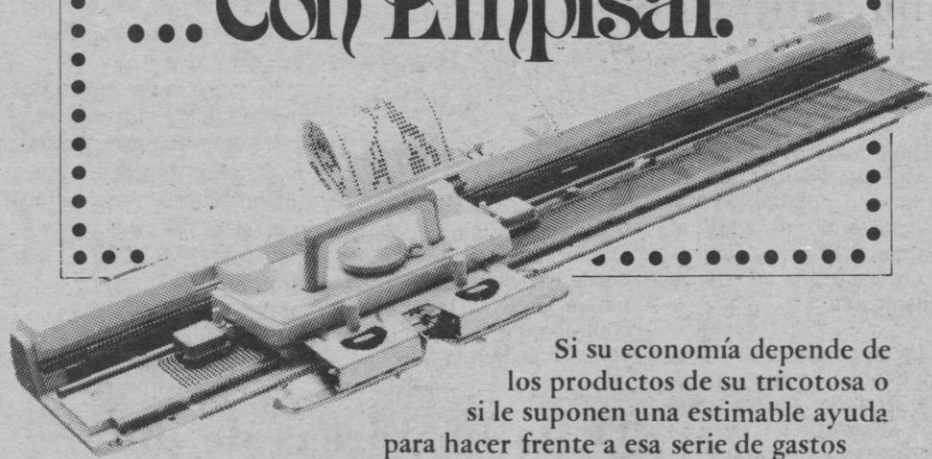 ...Con Empisal.
Si su economía depende de
los productos de su tricotosa o
si le suponen una estimable ayuda
para hacer frente a esa serie de gastos